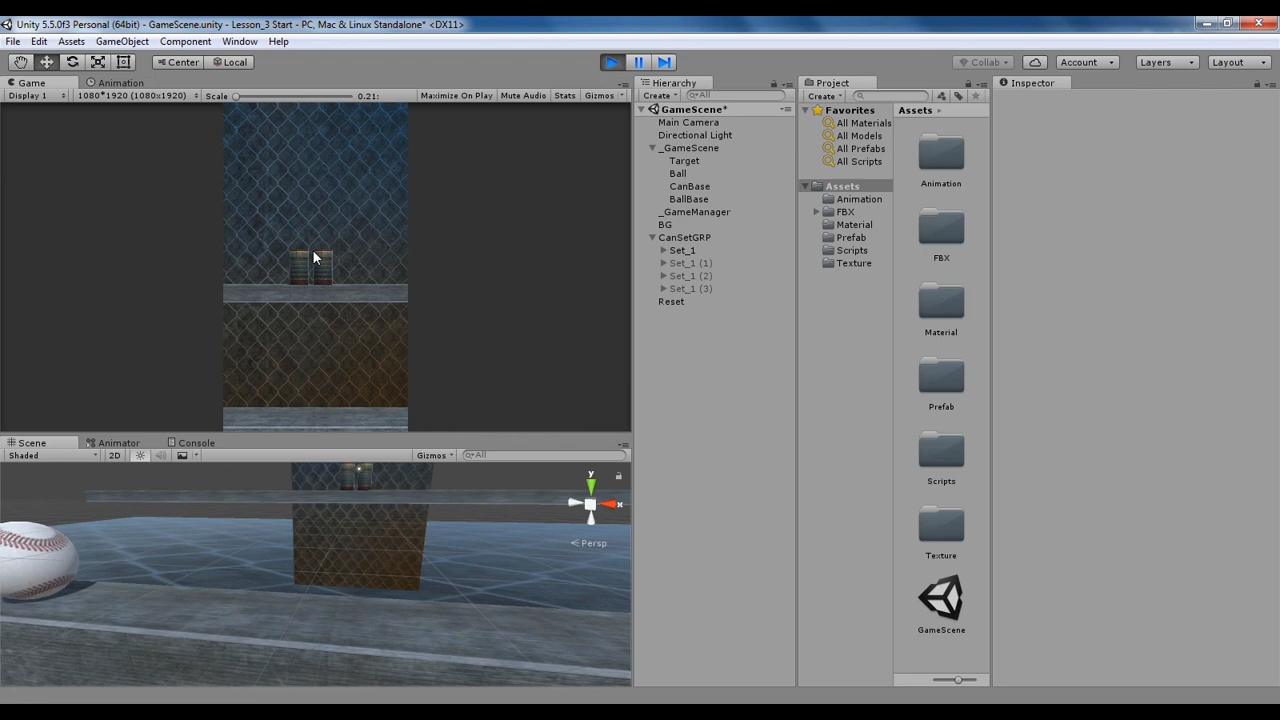 Unity 5.5.0f3 Personal (64bit) - GameScene.unity - Lesson_3 Start - PC, Mac & Linux Standalone* <DX11>
File Edit Assets GameObject Component Window Help
Center Local Collab Account Layers Layout
Game Animation
Display 1 1080*1920 (1080x1920) Scale 0.21: Maximize On Play Mute Audio Stats Gizmos
Hierarchy
Create All
GameScene*
Main Camera
Directional Light
_GameScene
Target
Ball
CanBase
BallBase
_GameManager
BG
CanSetGRP
Set_1
Set_1 (1)
Set_1 (2)
Set_1 (3)
Reset
Project
Create
Favorites
All Materials
All Models
All Prefabs
All Scripts
Assets
Animation
FBX
Material
Prefab
Scripts
Texture
Assets
Animation
FBX
Material
Prefab
Scripts
Texture
GameScene
Inspector
Scene Animator Console
Shaded 2D Gizmos All
y
x
Persp